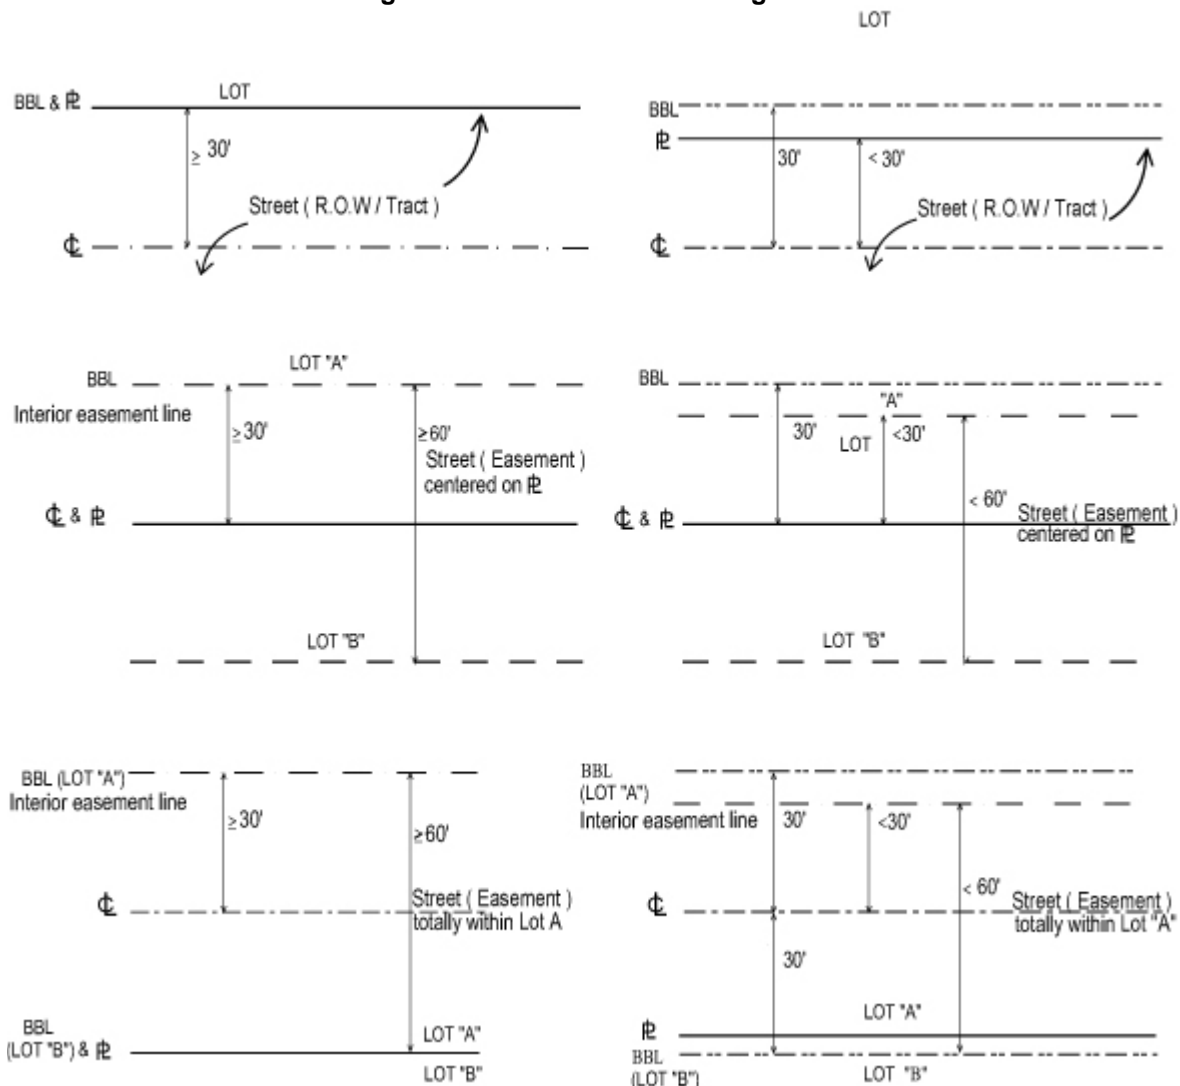 LOT
BBL & ⅊
LOT
≥ 30'
Street ( R.O.W / Tract )
℄
BBL
⅊
30'
< 30'
Street ( R.O.W / Tract )
℄
LOT "A"
BBL
Interior easement line
≥30'
≥60'
Street ( Easement )
centered on ⅊
℄ & ⅊
LOT "B"
BBL
"A"
30'
LOT
<30'
< 60'
Street ( Easement )
centered on ⅊
℄ & ⅊
LOT "B"
BBL (LOT "A")
Interior easement line
≥30'
≥60'
℄
Street ( Easement )
totally within Lot A
BBL
(LOT "B") & ⅊
LOT "A"
LOT "B"
BBL
(LOT "A")
Interior easement line
30'
<30'
< 60'
℄
Street ( Easement )
totally within Lot "A"
30'
LOT "A"
⅊
BBL
(LOT "B")
LOT "B"